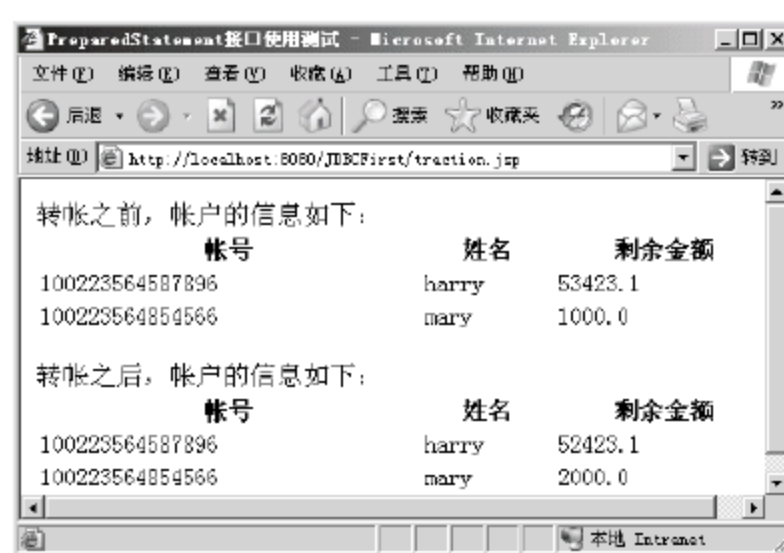 PreparedStatement接口使用测试 - Microsoft Internet Explorer
文件(F) 编辑(E) 查看(V) 收藏(A) 工具(T) 帮助(H)
后退 搜索 收藏夹 »
地址(D) http://localhost:8080/JDBCFirst/traction.jsp 转到
转帐之前，帐户的信息如下：
帐号 姓名 剩余金额
100223564587896 harry 53423.1
100223564854566 mary 1000.0
转帐之后，帐户的信息如下：
帐号 姓名 剩余金额
100223564587896 harry 52423.1
100223564854566 mary 2000.0
本地 Intranet